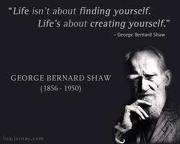 “Life isn't about finding yourself.
Life's about creating yourself.”
- George Bernard Shaw
GEORGE BERNARD SHAW
(1856 - 1950)